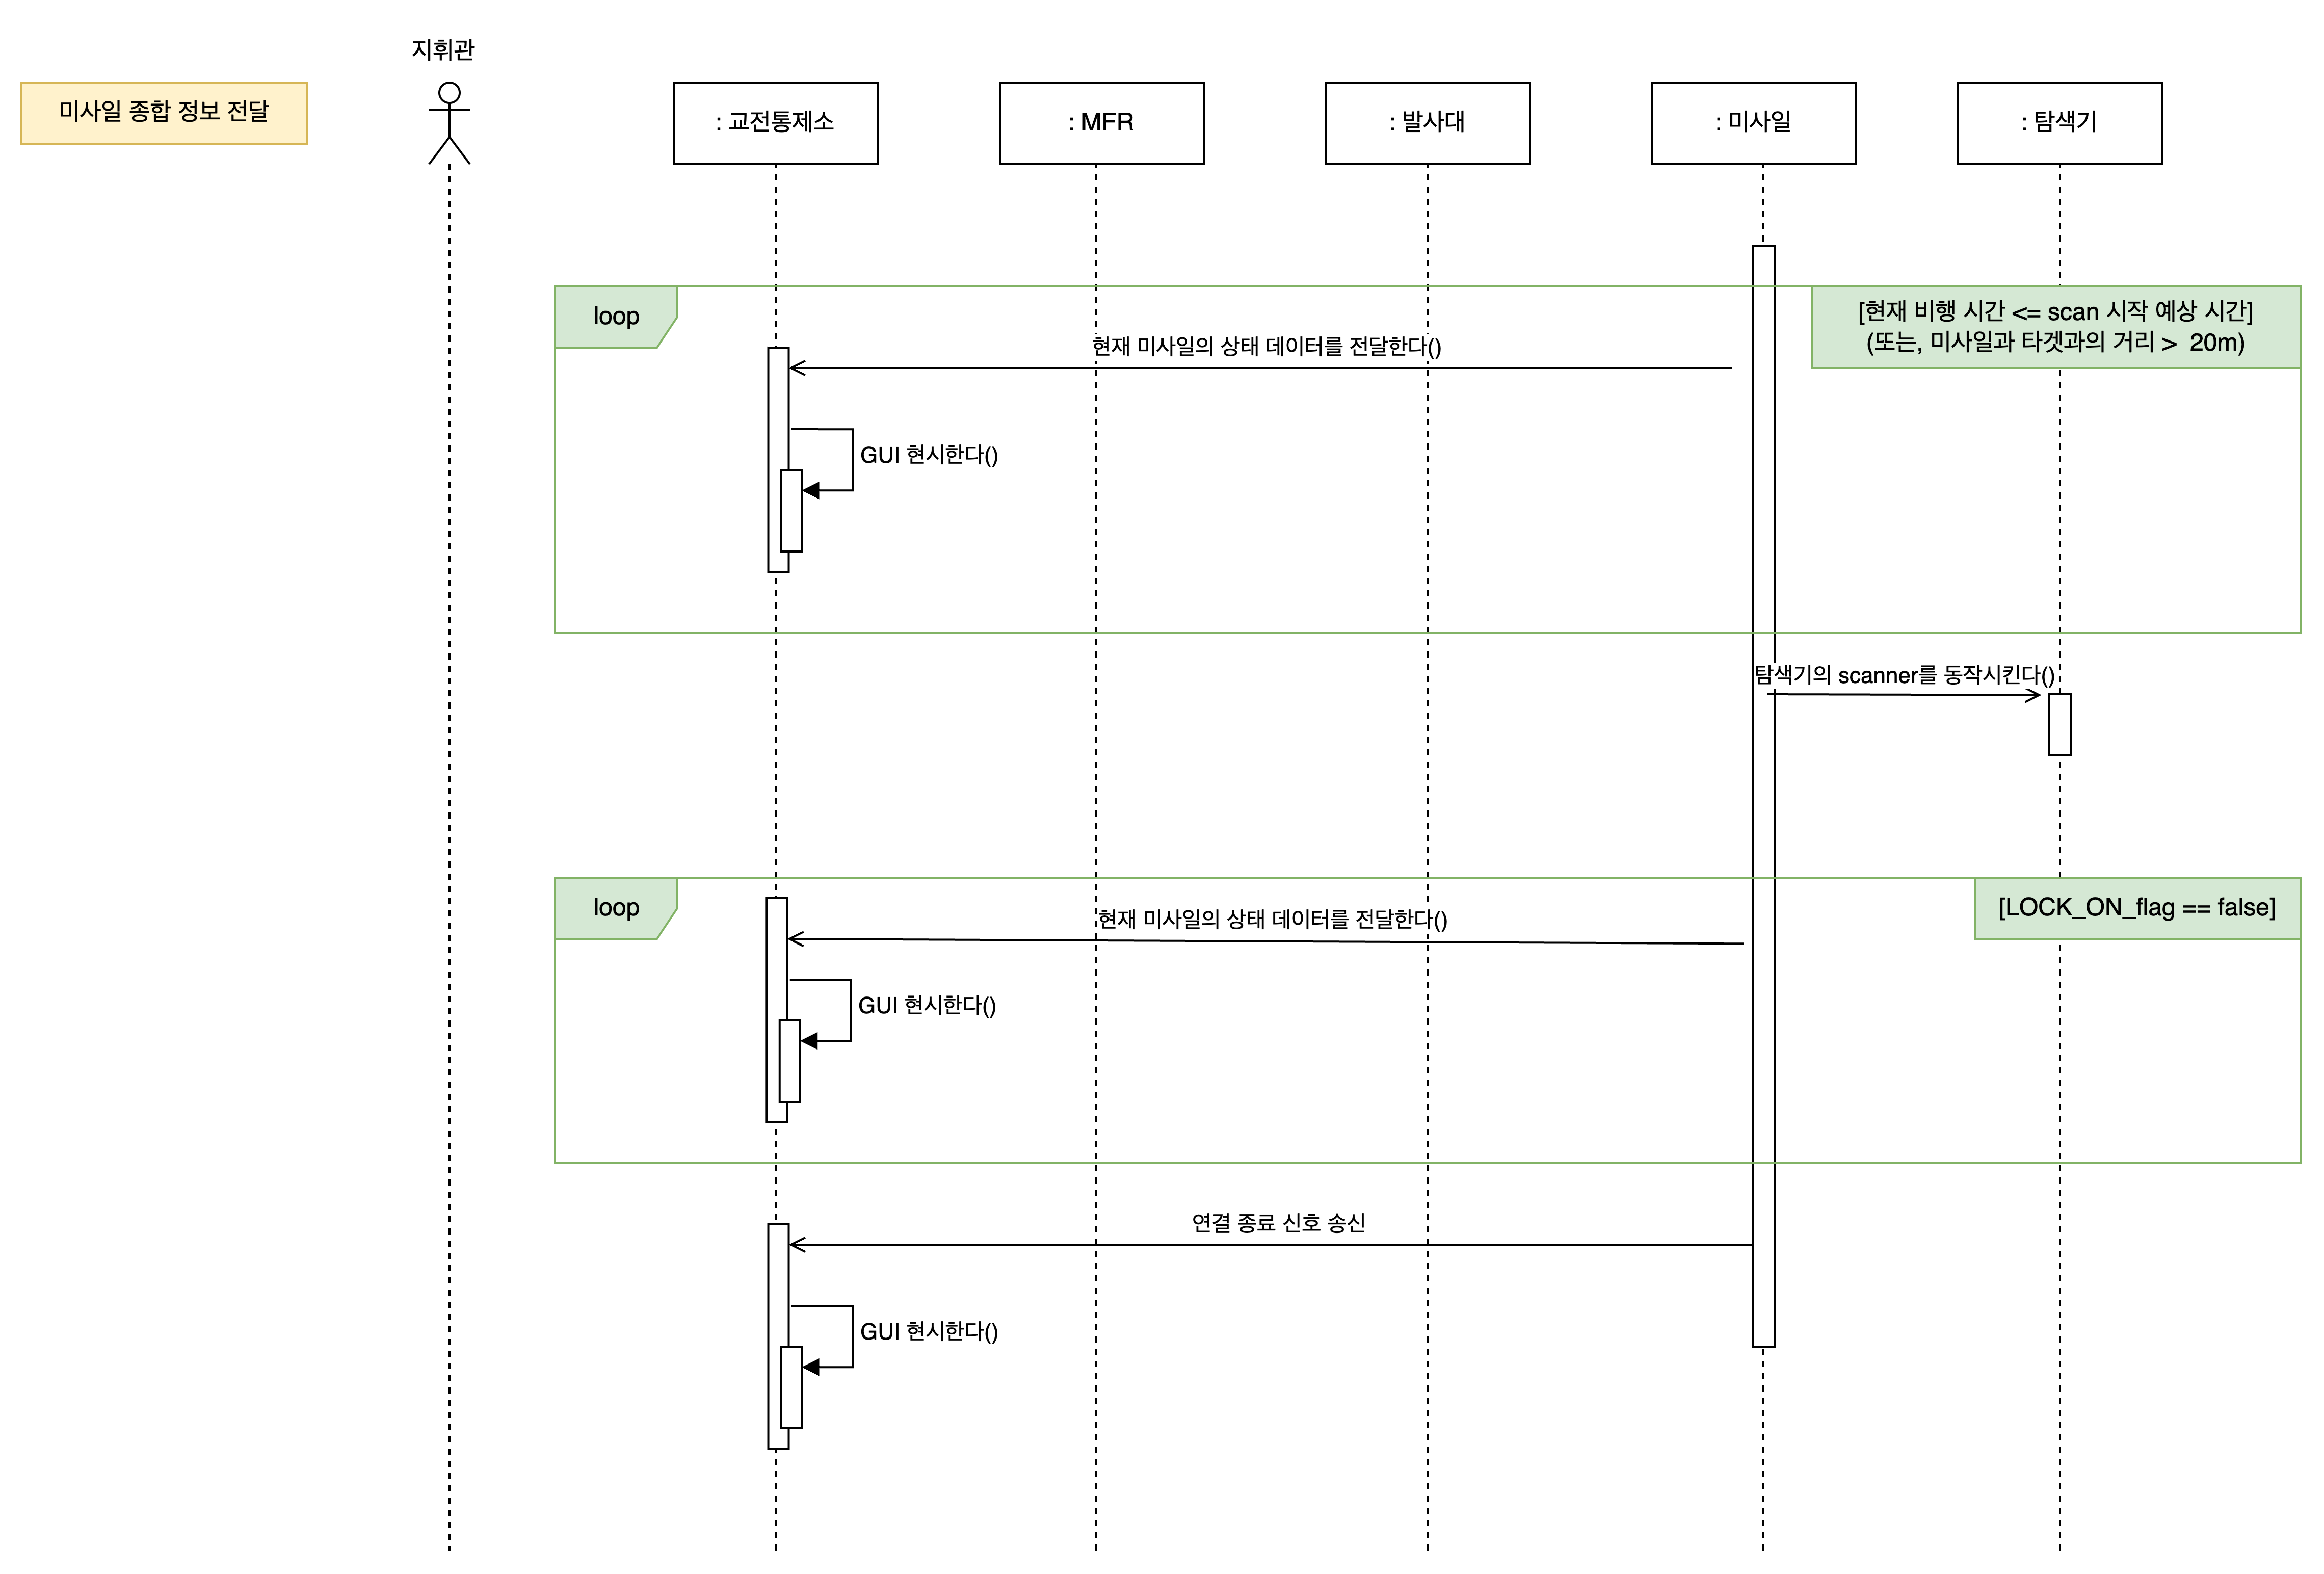 지휘관
미사일 종합 정보 전달
: 교전통제소
: MFR
: 발사대
: 미사일
: 탐색기
loop
[현재 비행 시간 <= scan 시작 예상 시간]
(또는, 미사일과 타겟과의 거리 > 20m)
현재 미사일의 상태 데이터를 전달한다()
GUI 현시한다()
탐색기의 scanner를 동작시킨다()
loop
[LOCK_ON_flag == false]
현재 미사일의 상태 데이터를 전달한다()
GUI 현시한다()
연결 종료 신호 송신
GUI 현시한다()